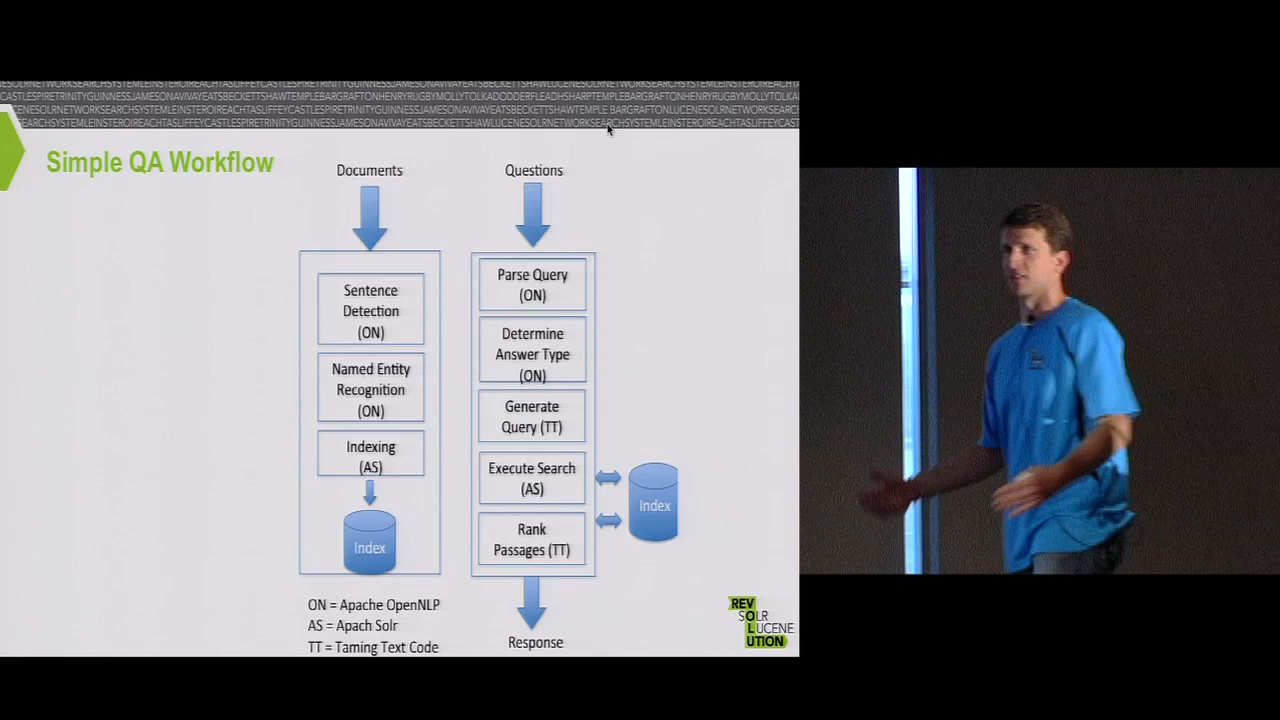 NESOLRNETWORKSEARCHSYSTEMLEINSTEROIREACHTASLIFFEYCASTLESPIRETRINITYGUINNESSJAMESONAVIVAYEATSBECKETTSHAWTEMPLEBARGRAFTONHENRYRUGBYMOLLYTOLKA
CASTLESPIRETRINITYGUINNESSJAMESONAVIVAYEATSBECKETTSHAWTEMPLEBARGRAFTONHENRYRUGBYMOLLYTOLKADODDERFLEADHSHARPTEMPLEBARGRAFTONHENRYRUGBYMOLLYTOLKA
Simple QA Workflow
Documents
Questions
Sentence
Detection
(ON)
Named Entity
Recognition
(ON)
Indexing
(AS)
Index
Parse Query
(ON)
Determine
Answer Type
(ON)
Generate
Query (TT)
Execute Search
(AS)
Rank
Passages (TT)
Index
Response
ON = Apache OpenNLP
AS = Apach Solr
TT = Taming Text Code
REV
SOLR
LUCENE
UTION